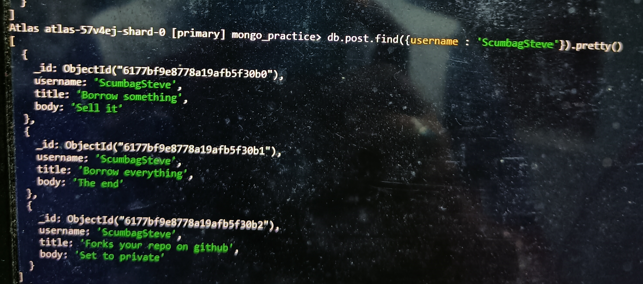 }
]
Atlas atlas-57v4ej-shard-0 [primary] mongo_practice> db.post.find({username : 'ScumbagSteve'}).pretty()
[
{
_id: ObjectId("6177bf9e8778a19afb5f30b0"),
username: 'ScumbagSteve',
title: 'Borrow something',
body: 'Sell it'
},
{
_id: ObjectId("6177bf9e8778a19afb5f30b1"),
username: 'ScumbagSteve',
title: 'Borrow everything',
body: 'The end'
},
{
_id: ObjectId("6177bf9e8778a19afb5f30b2"),
username: 'ScumbagSteve',
title: 'Forks your repo on github',
body: 'Set to private'
}
]